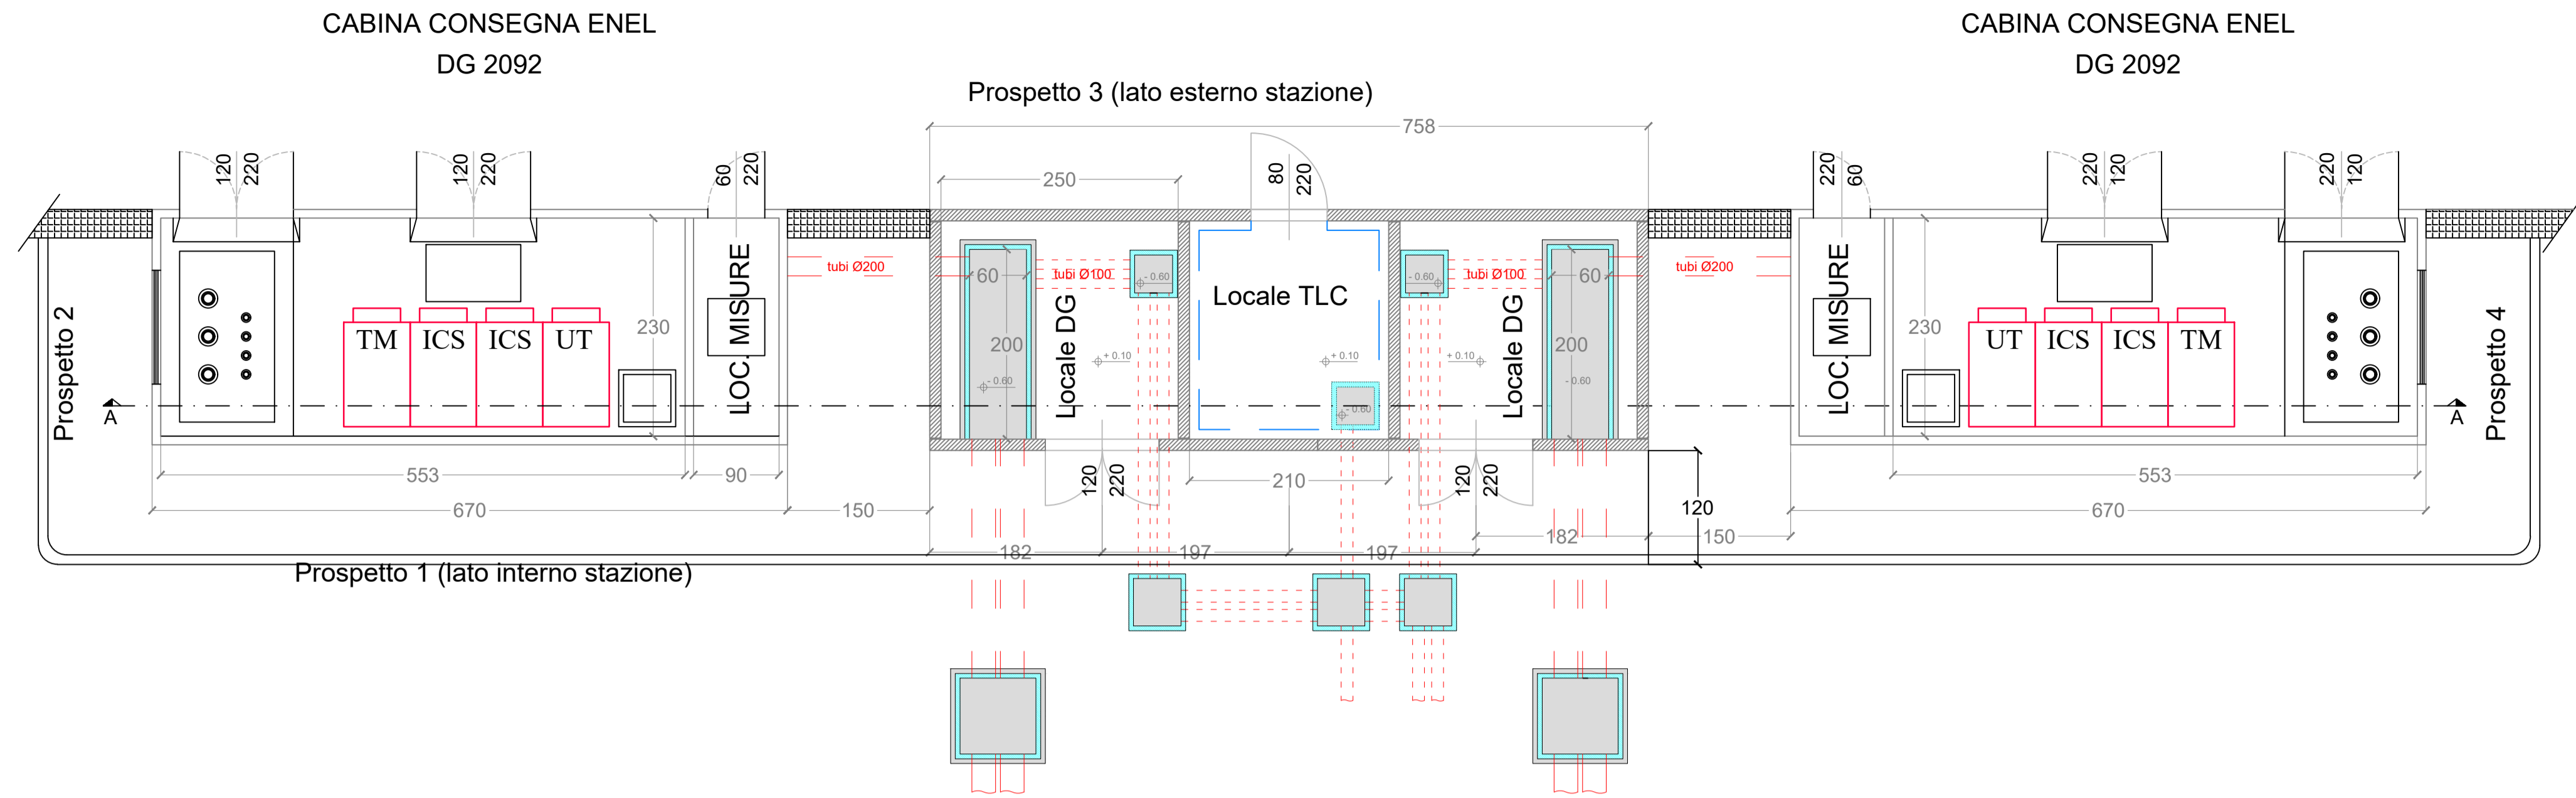 CABINA CONSEGNA ENEL
DG 2092
CABINA CONSEGNA ENEL
DG 2092
Prospetto 3 (lato esterno stazione)
758
250
120
220
120
220
60
220
80
220
220
60
220
120
220
120
tubi Ø200
tubi Ø100
tubi Ø100
tubi Ø200
60
- 0.60
- 0.60
60
Locale TLC
LOC. MISURE
Locale DG
Locale DG
LOC. MISURE
Prospetto 2
TM
ICS
ICS
UT
230
200
+ 0.10
+ 0.10
+ 0.10
200
230
UT
ICS
ICS
TM
Prospetto 4
- 0.60
- 0.60
- 0.60
A
A
553
90
120
220
210
120
220
553
670
150
120
670
182
197
197
182
150
Prospetto 1 (lato interno stazione)